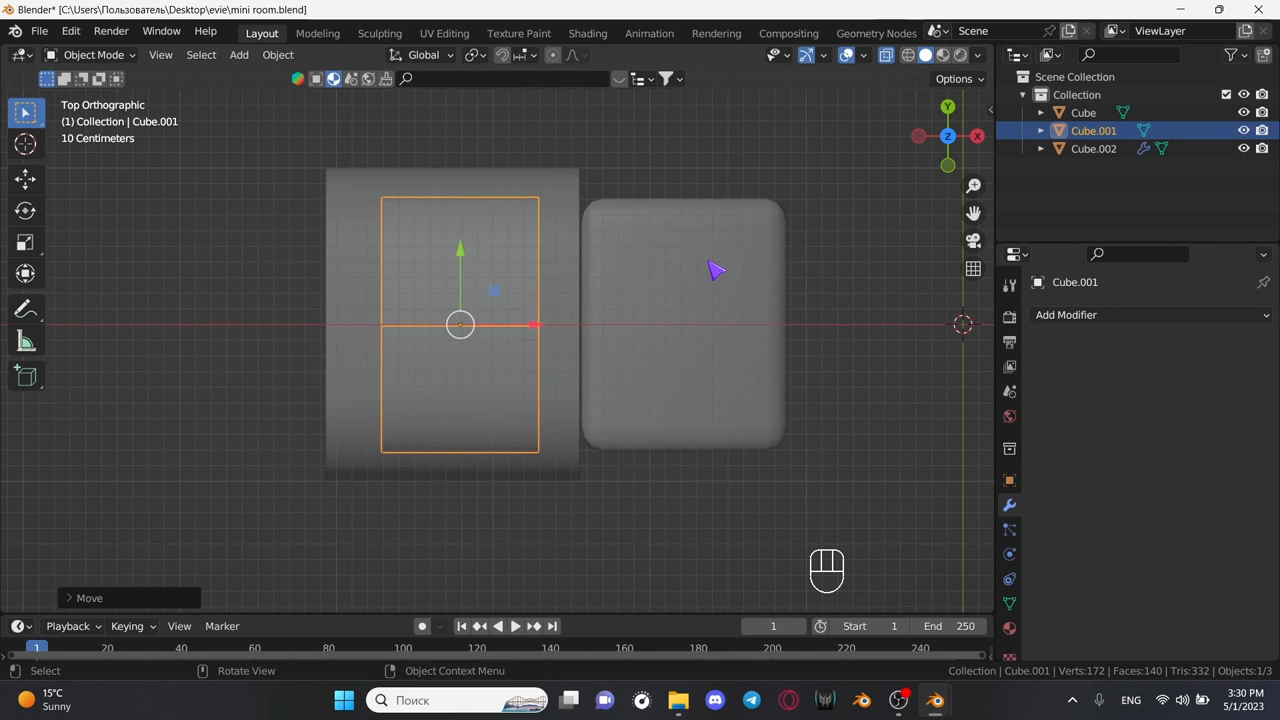 Blender* [C:\Users\Пользователь\Desktop\evie\mini room.blend]
File Edit Render Window Help Layout Modeling Sculpting UV Editing Texture Paint Shading Animation Rendering Compositing Geometry Nodes Scene ViewLayer
Object Mode View Select Add Object Global
Options
Top Orthographic
(1) Collection | Cube.001
10 Centimeters
Y
Z
X
Scene Collection
Collection
Cube
Cube.001
Cube.002
Cube.001
Add Modifier
Move
Playback Keying View Marker 1 Start 1 End 250
1 20 40 60 80 100 120 140 160 180 200 220 240
Select Rotate View Object Context Menu Collection | Cube.001 | Verts:172 | Faces:140 | Tris:332 | Objects:1/3
15°C
Sunny
Поиск
ENG
3:30 PM
5/1/2023